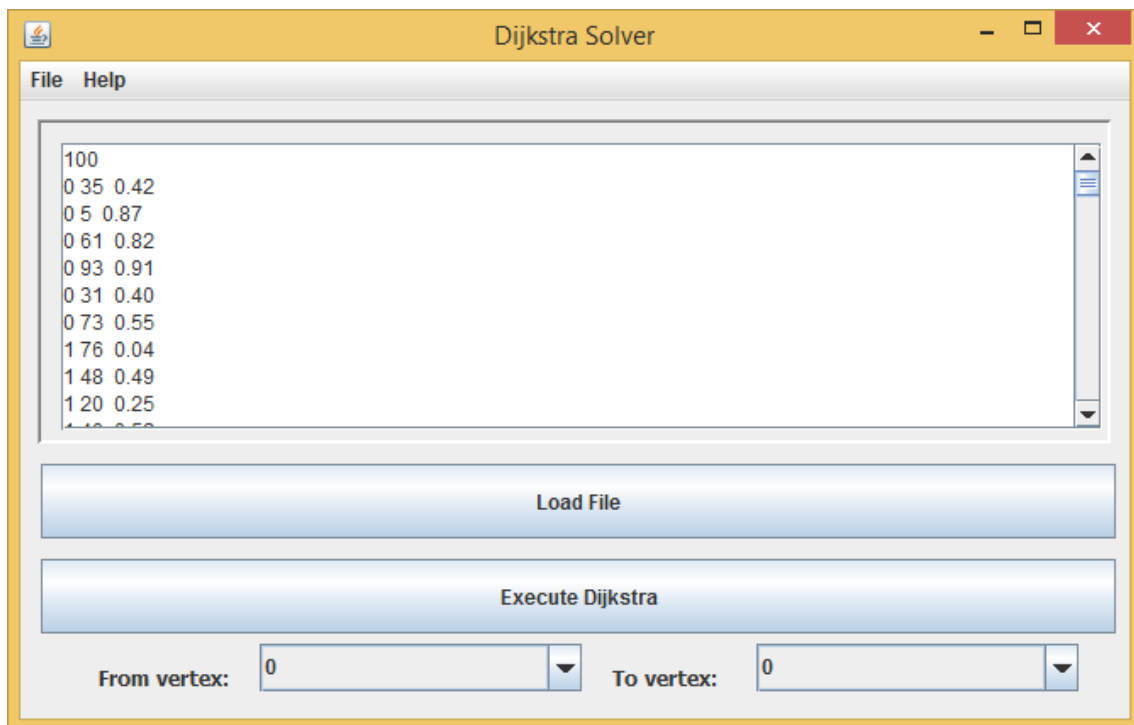 Dijkstra Solver
File Help
100
0 35 0.42
0 5 0.87
0 61 0.82
0 93 0.91
0 31 0.40
0 73 0.55
1 76 0.04
1 48 0.49
1 20 0.25
Load File
Execute Dijkstra
From vertex: 0 To vertex: 0